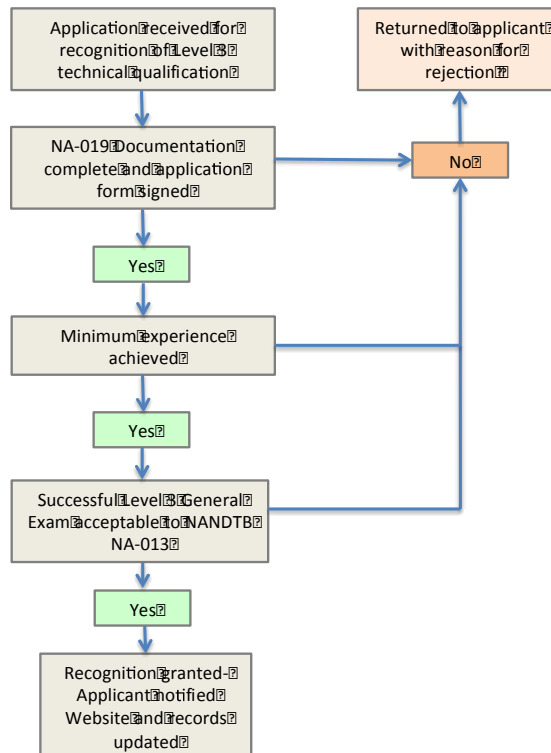 Application received for
recognition of Level 3
technical qualification
Returned to applicant
with reason for
rejection
NA-019 Documentation
complete and application
form signed
No
Yes
Minimum experience
achieved
Yes
Successful Level 3 General
Exam acceptable to NANDTB
NA-013
Yes
Recognition granted-
Applicant notified
Website and records
updated